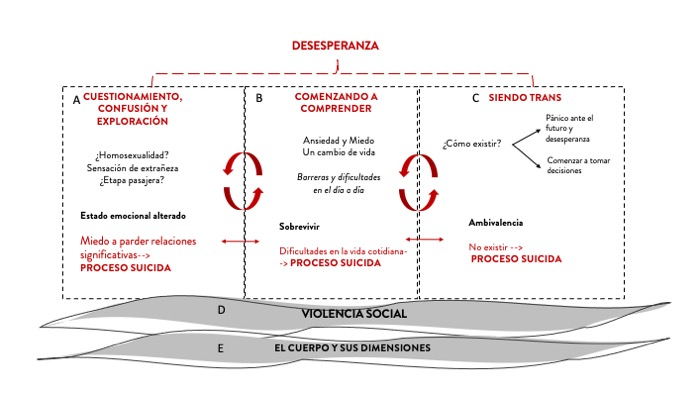 DESESPERANZA
A
CUESTIONAMIENTO,
CONFUSIÓN Y
EXPLORACIÓN
¿Homosexualidad?
Sensación de extrañeza
¿Etapa pasajera?
Estado emocional alterado
Miedo a parder relaciones
significativas-->
PROCESO SUICIDA
B
COMENZANDO A
COMPRENDER
Ansiedad y Miedo
Un cambio de vida
Barreras y dificultades
en el día a día
Sobrevivir
Dificultades en la vida cotidiana-
-> PROCESO SUICIDA
C
SIENDO TRANS
¿Cómo existir?
Pánico ante el
futuro y
desesperanza
Comenzar a tomar
decisiones
Ambivalencia
No existir -->
PROCESO SUICIDA
D
VIOLENCIA SOCIAL
E
EL CUERPO Y SUS DIMENSIONES